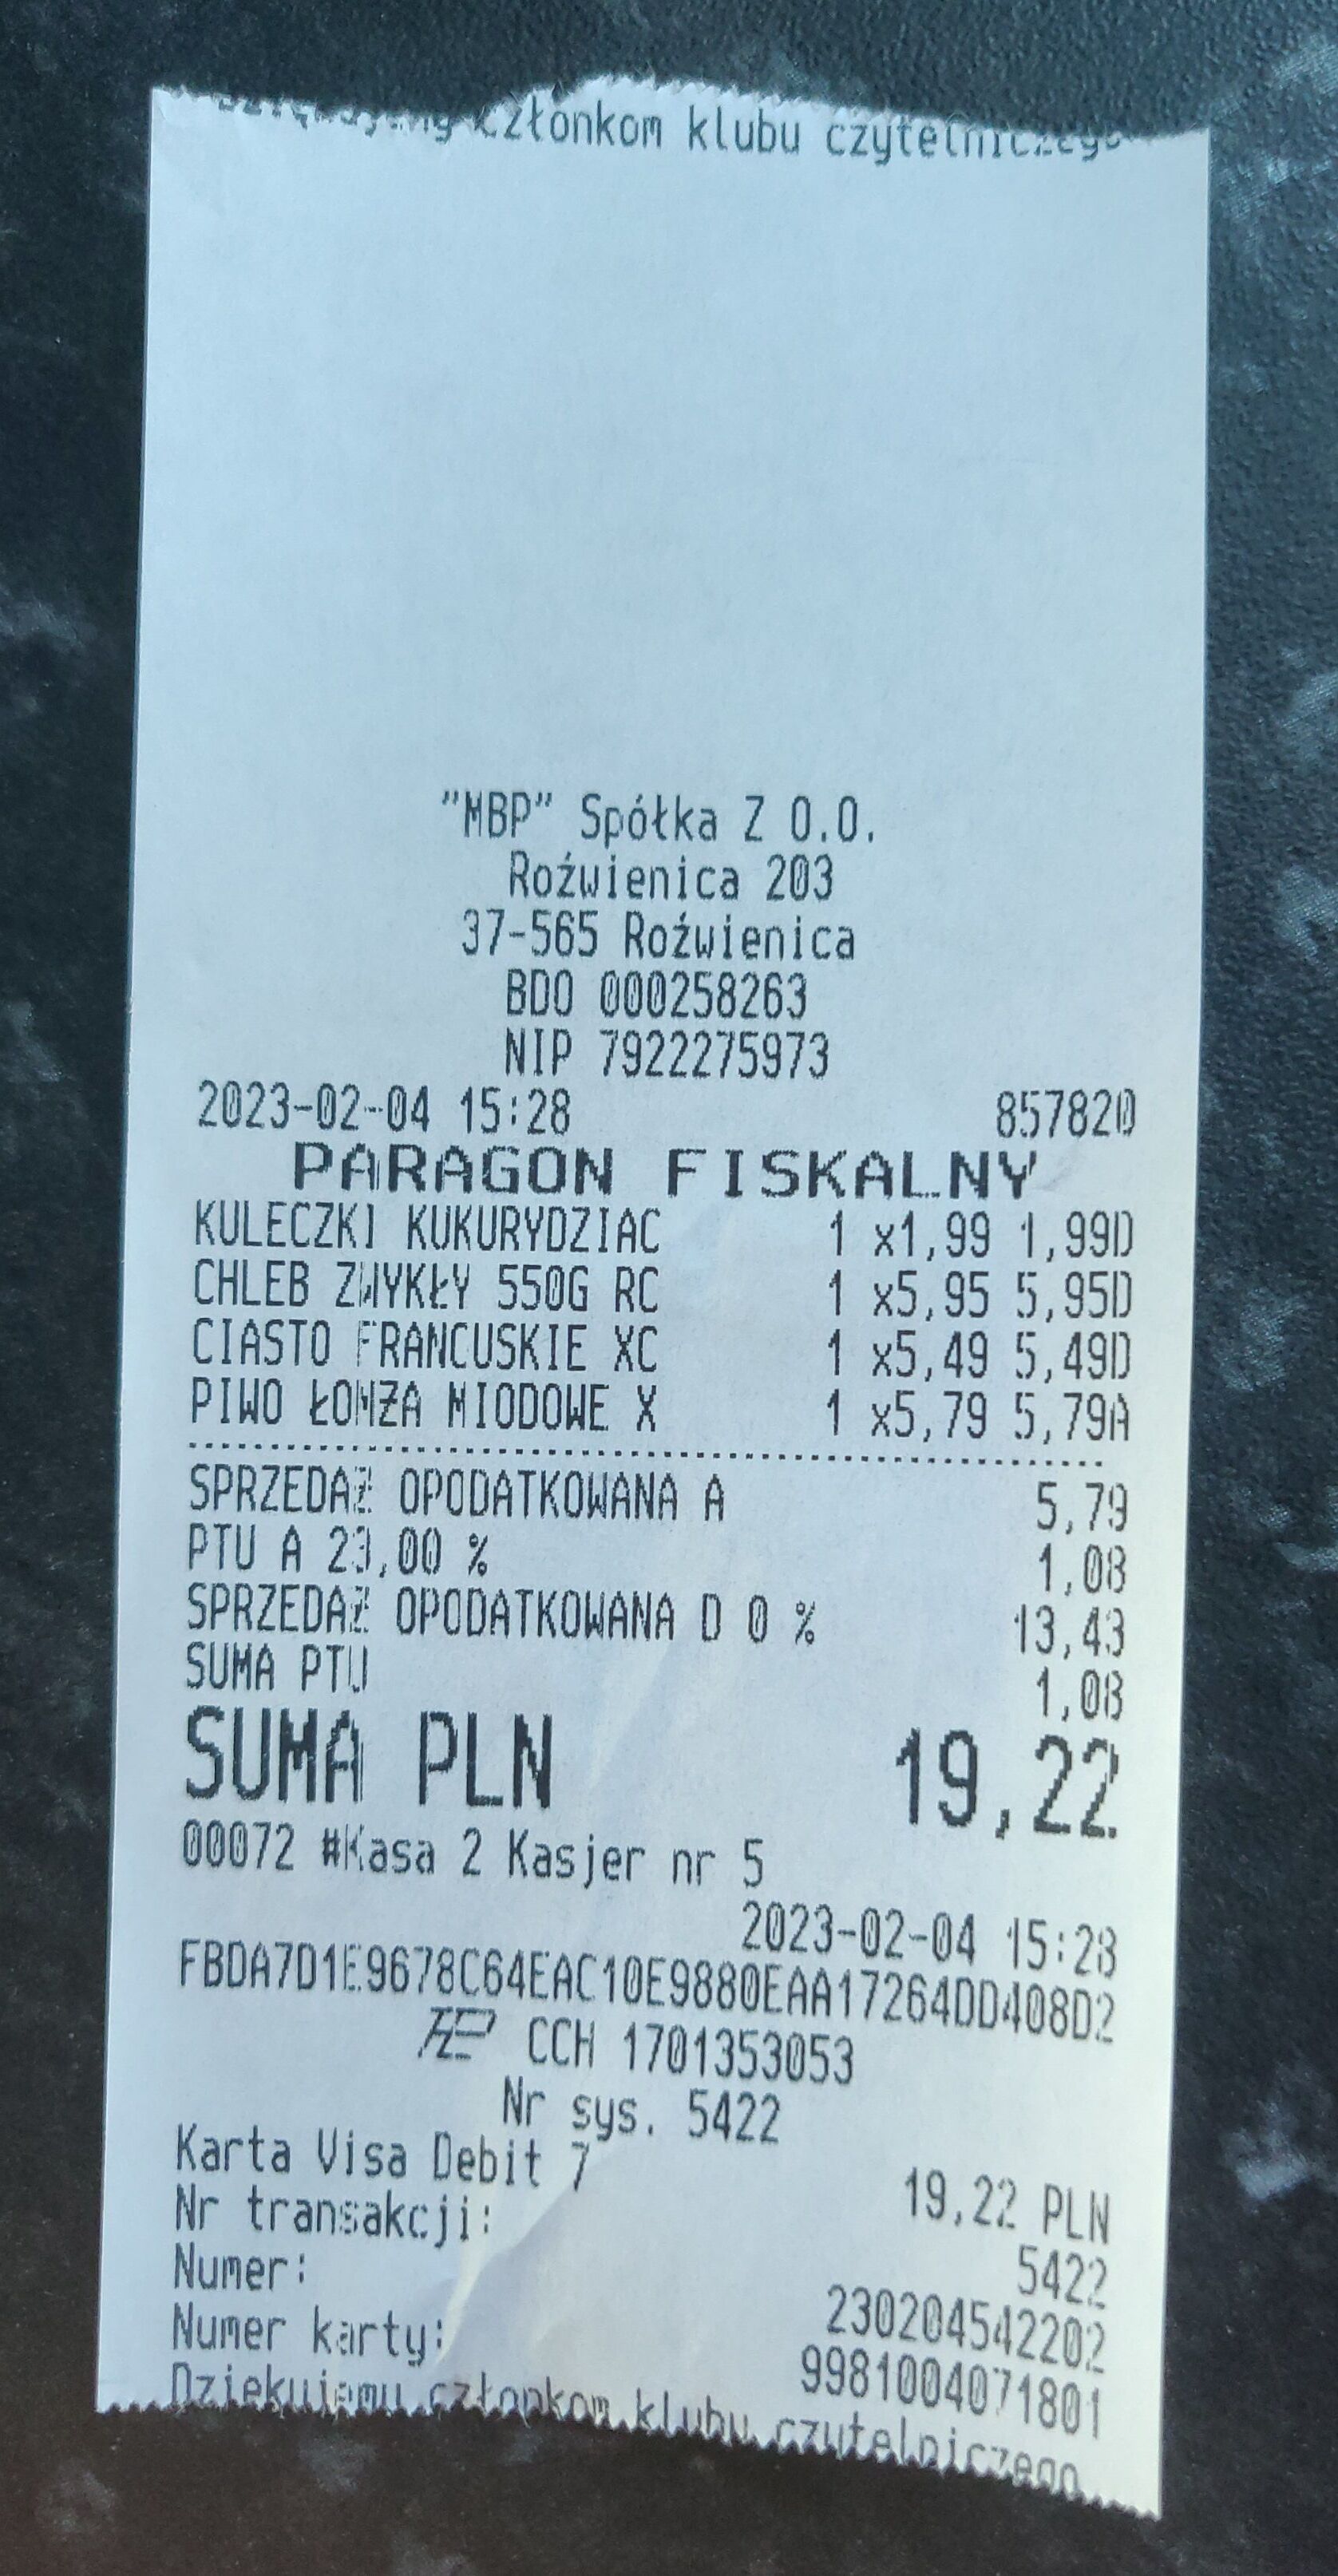 członkom klubu czytelniczego
"MBP" Spółka Z O.O.
Roźwienica 203
37-565 Roźwienica
BDO 000258263
NIP 7922275973
2023-02-04 15:28 857820
PARAGON FISKALNY
KULECZKI KUKURYDZIAC 1 x1,99 1,99D
CHLEB ZWYKŁY 550G RC 1 x5,95 5,95D
CIASTO FRANCUSKIE XC 1 x5,49 5,49D
PIWO ŁOMŻA MIODOWE X 1 x5,79 5,79A
SPRZEDAŻ OPODATKOWANA A 5,79
PTU A 23,00 % 1,08
SPRZEDAŻ OPODATKOWANA D 0 % 13,43
SUMA PTU 1,08
SUMA PLN 19,22
00072 #Kasa 2 Kasjer nr 5
2023-02-04 15:28
FBDA7D1E9678C64EAC10E9880EAA17264DD408D2
CCH 1701353053
Nr sys. 5422
Karta Visa Debit 7 19,22 PLN
Nr transakcji: 5422
Numer: 230204542202
Numer karty: 9981004071801
Dziękujemy członkom klubu czytelniczego